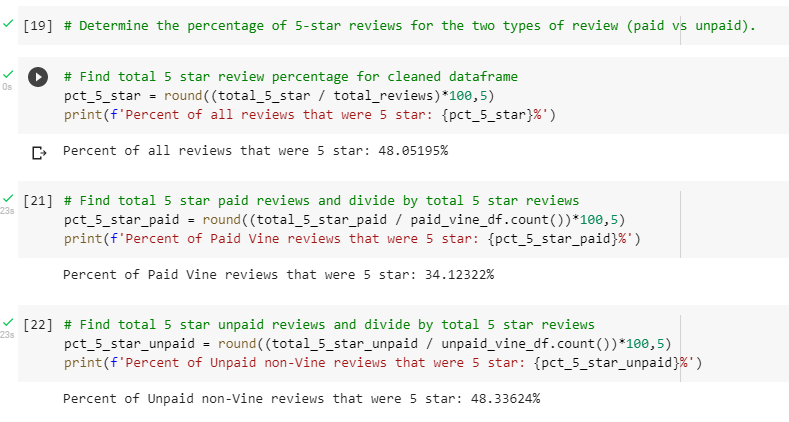 [19] # Determine the percentage of 5-star reviews for the two types of review (paid vs unpaid).
# Find total 5 star review percentage for cleaned dataframe
0s
pct_5_star = round((total_5_star / total_reviews)*100,5)
print(f'Percent of all reviews that were 5 star: {pct_5_star}%')
Percent of all reviews that were 5 star: 48.05195%
[21] # Find total 5 star paid reviews and divide by total 5 star reviews
23s
pct_5_star_paid = round((total_5_star_paid / paid_vine_df.count())*100,5)
print(f'Percent of Paid Vine reviews that were 5 star: {pct_5_star_paid}%')
Percent of Paid Vine reviews that were 5 star: 34.12322%
[22] # Find total 5 star unpaid reviews and divide by total 5 star reviews
23s
pct_5_star_unpaid = round((total_5_star_unpaid / unpaid_vine_df.count())*100,5)
print(f'Percent of Unpaid non-Vine reviews that were 5 star: {pct_5_star_unpaid}%')
Percent of Unpaid non-Vine reviews that were 5 star: 48.33624%